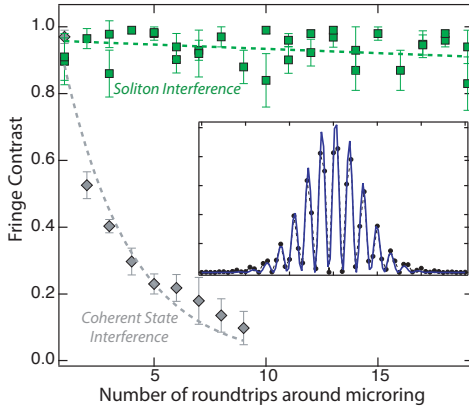 1.0
0.8
0.6
0.4
0.2
0.0
Fringe Contrast
Soliton Interference
Coherent State
Interference
5
10
15
Number of roundtrips around microring